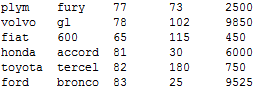 plym fury 77 73 2500
volvo gl 78 102 9850
fiat 600 65 115 450
honda accord 81 30 6000
toyota tercel 82 180 750
ford bronco 83 25 9525